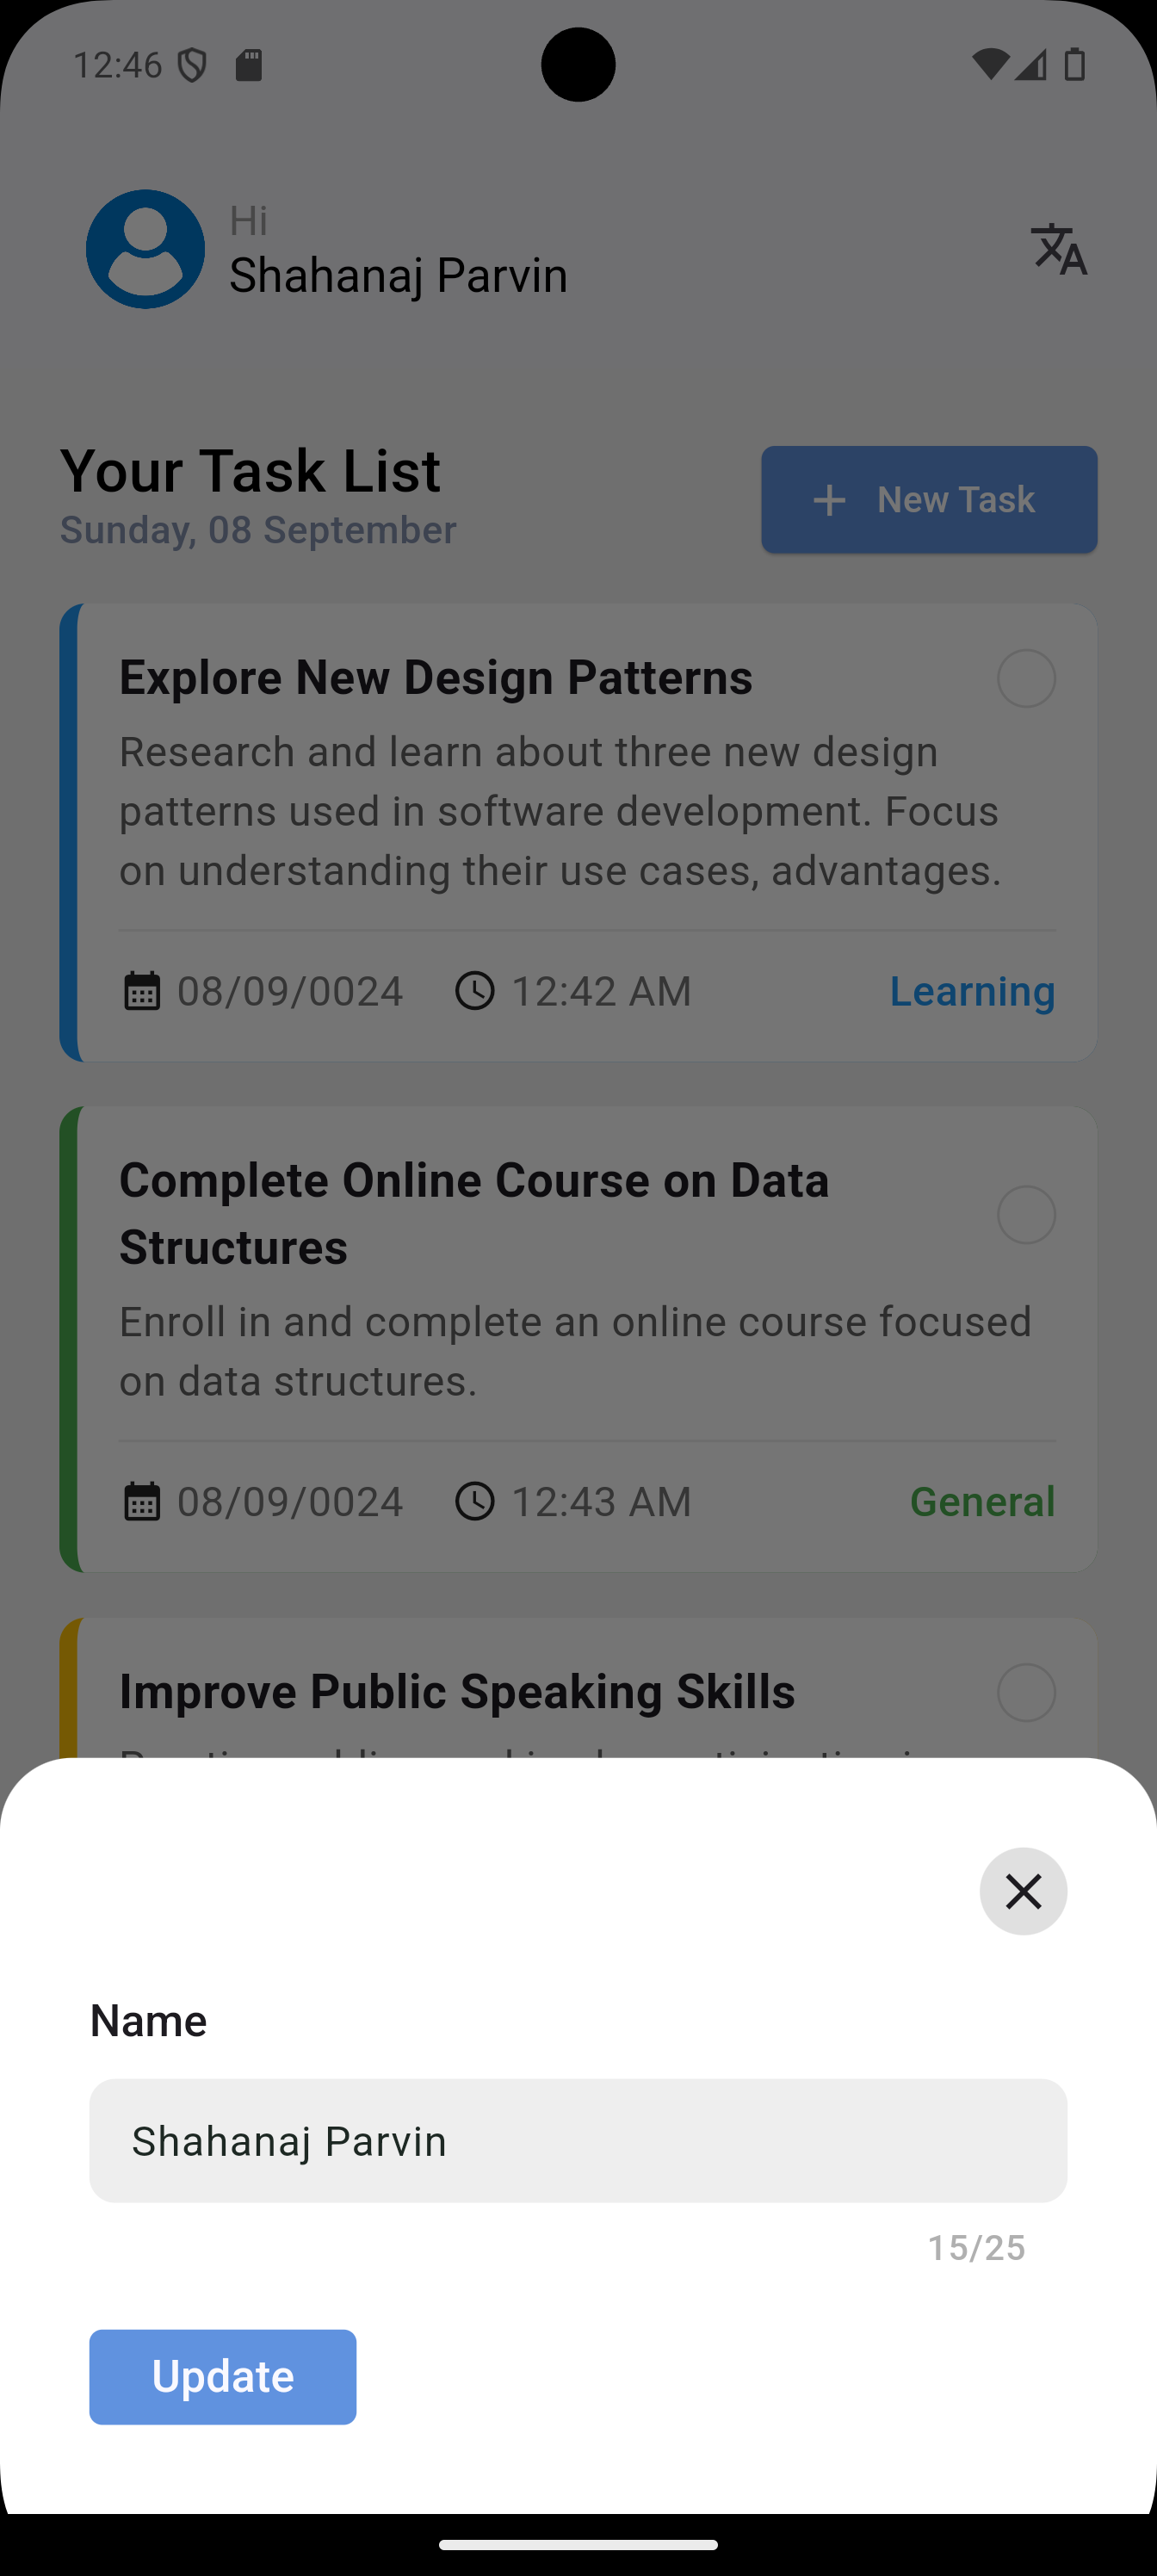 12:46
Hi
Shahanaj Parvin
Your Task List
Sunday, 08 September
New Task
Explore New Design Patterns
Research and learn about three new design
patterns used in software development. Focus
on understanding their use cases, advantages.
08/09/0024 12:42 AM Learning
Complete Online Course on Data
Structures
Enroll in and complete an online course focused
on data structures.
08/09/0024 12:43 AM General
Improve Public Speaking Skills
Name
Shahanaj Parvin
15/25
Update